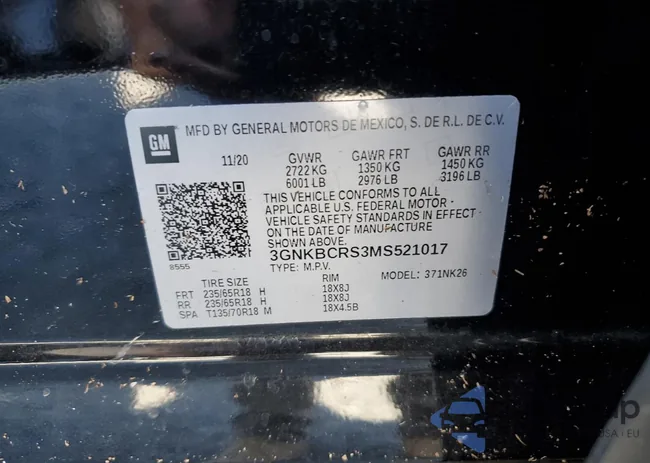 GM
MFD BY GENERAL MOTORS DE MEXICO, S. DE R.L. DE C.V.
11/20 GVWR GAWR FRT GAWR RR
2722 KG 1350 KG 1450 KG
6001 LB 2976 LB 3196 LB
THIS VEHICLE CONFORMS TO ALL
APPLICABLE U.S. FEDERAL MOTOR -
VEHICLE SAFETY STANDARDS IN EFFECT -
ON THE DATE OF MANUFACTURE
SHOWN ABOVE.
8555 3GNKBCRS3MS521017
TYPE: M.P.V. MODEL: 371NK26
TIRE SIZE RIM
FRT 235/65R18 H 18X8J
RR 235/65R18 H 18X8J
SPA T135/70R18 M 18X4.5B
EU